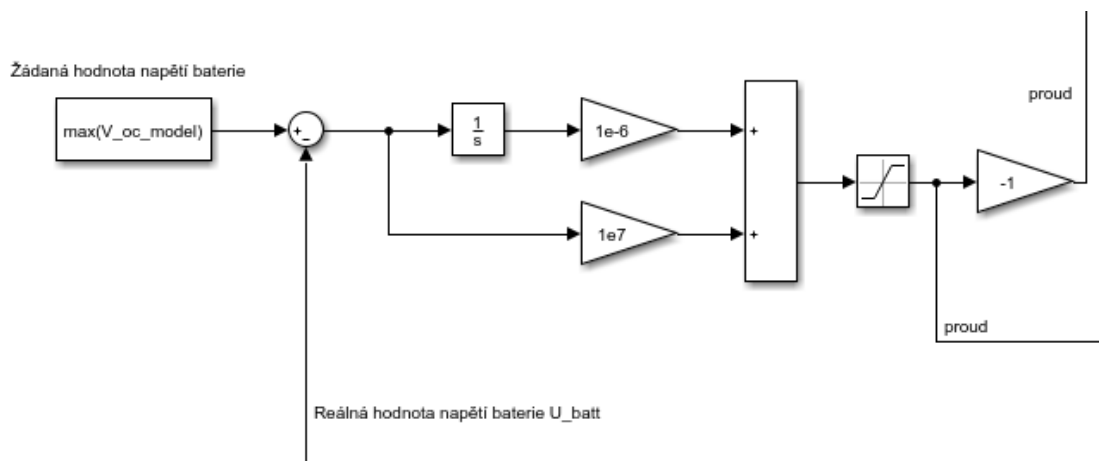 Žádaná hodnota napětí baterie
max(V_oc_model)
+
−
1
s
1e-6
1e7
+
+
-1
proud
proud
Reálná hodnota napětí baterie U_batt